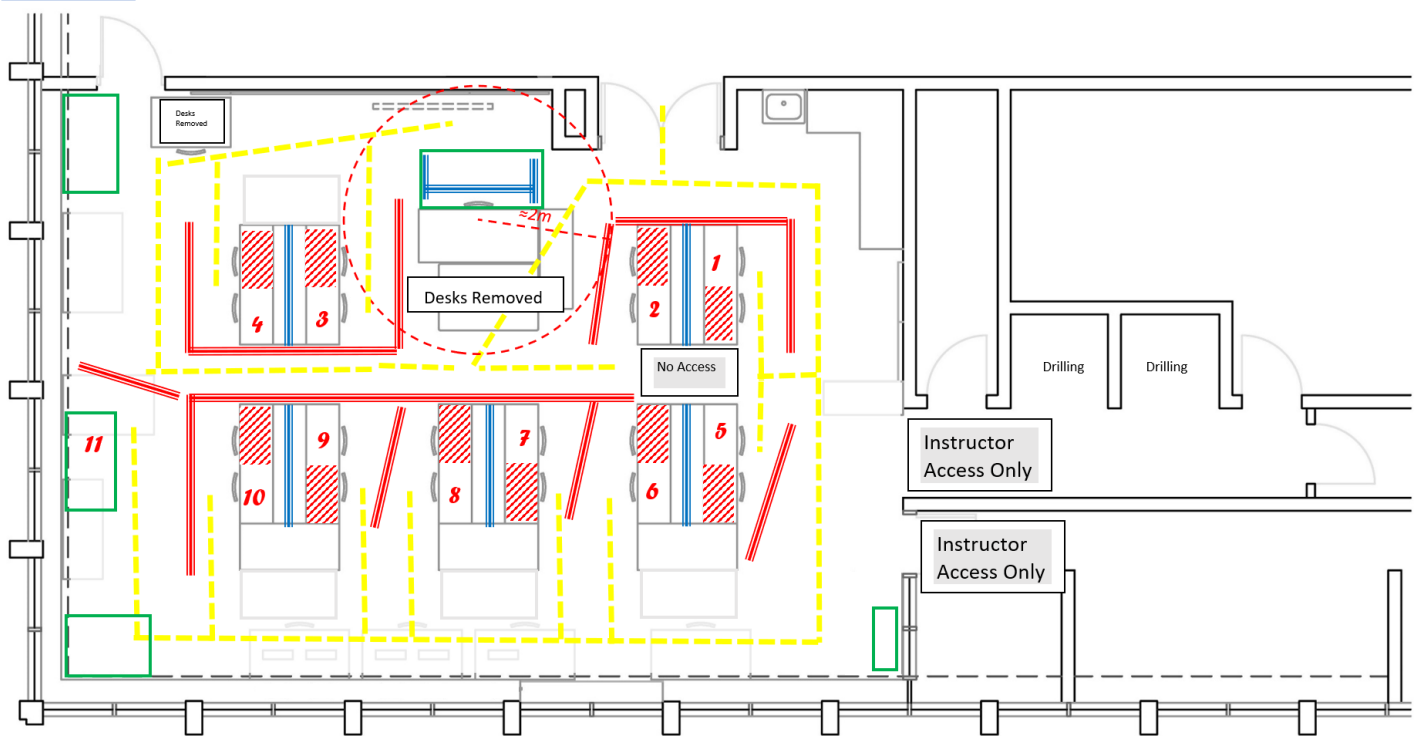 Desks
Removed
≈2m
1
2
Desks Removed
4
3
No Access
Drilling
Drilling
11
9
7
5
Instructor
Access Only
10
8
6
Instructor
Access Only